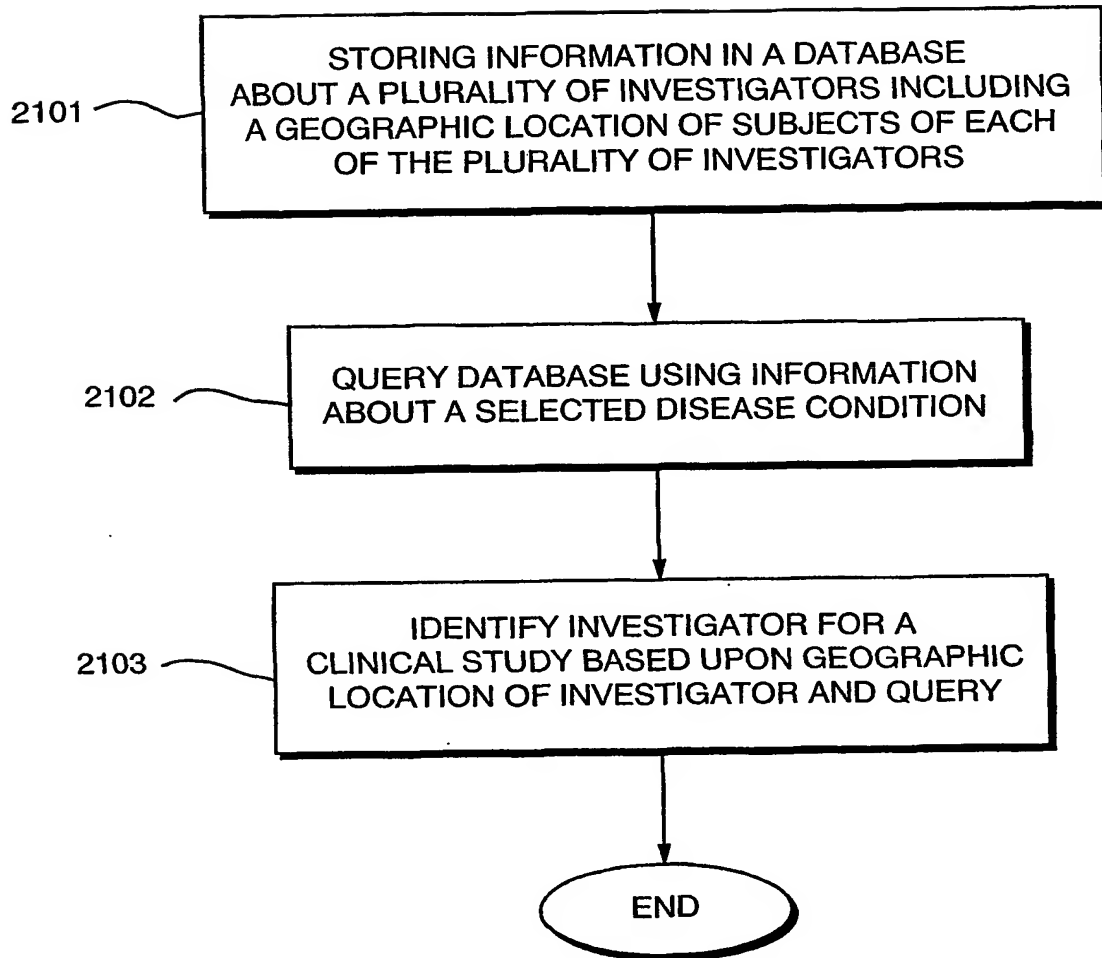 STORING INFORMATION IN A DATABASE
2101
ABOUT A PLURALITY OF INVESTIGATORS INCLUDING
A GEOGRAPHIC LOCATION OF SUBJECTS OF EACH
OF THE PLURALITY OF INVESTIGATORS
2102
QUERY DATABASE USING INFORMATION
ABOUT A SELECTED DISEASE CONDITION
2103
IDENTIFY INVESTIGATOR FOR A
CLINICAL STUDY BASED UPON GEOGRAPHIC
LOCATION OF INVESTIGATOR AND QUERY
END